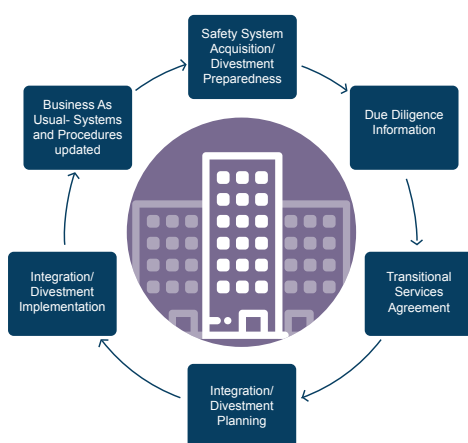 Safety System
Acquisition/
Divestment
Preparedness
Due Diligence
Information
Transitional
Services
Agreement
Integration/
Divestment
Planning
Integration/
Divestment
Implementation
Business As
Usual- Systems
and Procedures
updated